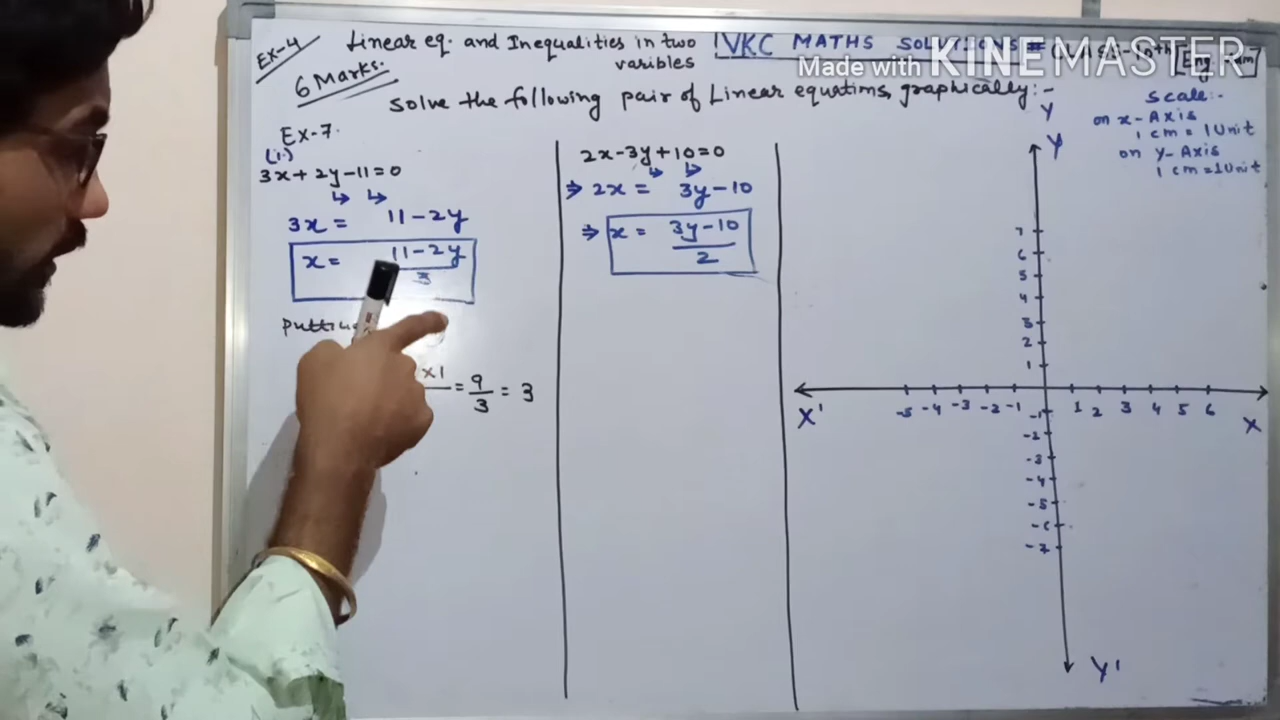 EX-4
6 Marks.
Linear eq. and Inequalities in two
varibles
VKC MATHS SOLUTIONS
Made with KINEMASTER
Solve the following pair of Linear equations, graphically:-
EX-7.
(i)
3x+2y-11=0
3x = 11-2y
x = 11-2y
3
x1
= 9/3 = 3
2x-3y+10=0
⇒ 2x = 3y-10
⇒ x = 3y-10
2
Scale:-
on x-Axis
1 cm = 1 Unit
on y-Axis
1 cm = 1 Unit
Y
Y
7
6
5
4
3
2
1
-5 -4 -3 -2 -1 1 2 3 4 5 6
X' X
-1
-2
-3
-4
-5
-6
-7
Y'